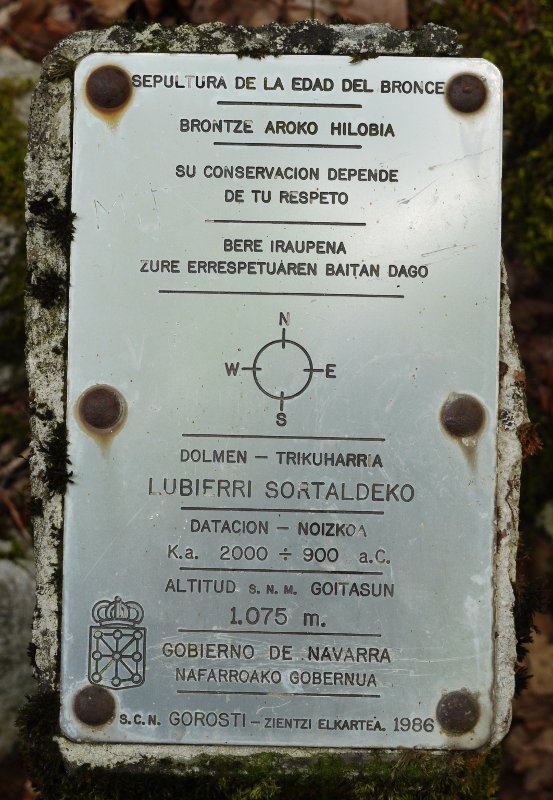 SEPULTURA DE LA EDAD DEL BRONCE
BRONTZE AROKO HILOBIA
SU CONSERVACION DEPENDE
DE TU RESPETO
BERE IRAUPENA
ZURE ERRESPETUAREN BAITAN DAGO
N
W E
S
DOLMEN — TRIKUHARRIA
LUBIERRI SORTALDEKO
DATACION — NOIZKOA
K.a. 2000 ÷ 900 a.C.
ALTITUD S.N.M. GOITASUN
1.075 m.
GOBIERNO DE NAVARRA
NAFARROAKO GOBERNUA
S.C.N. GOROSTI – ZIENTZI ELKARTEA. 1986